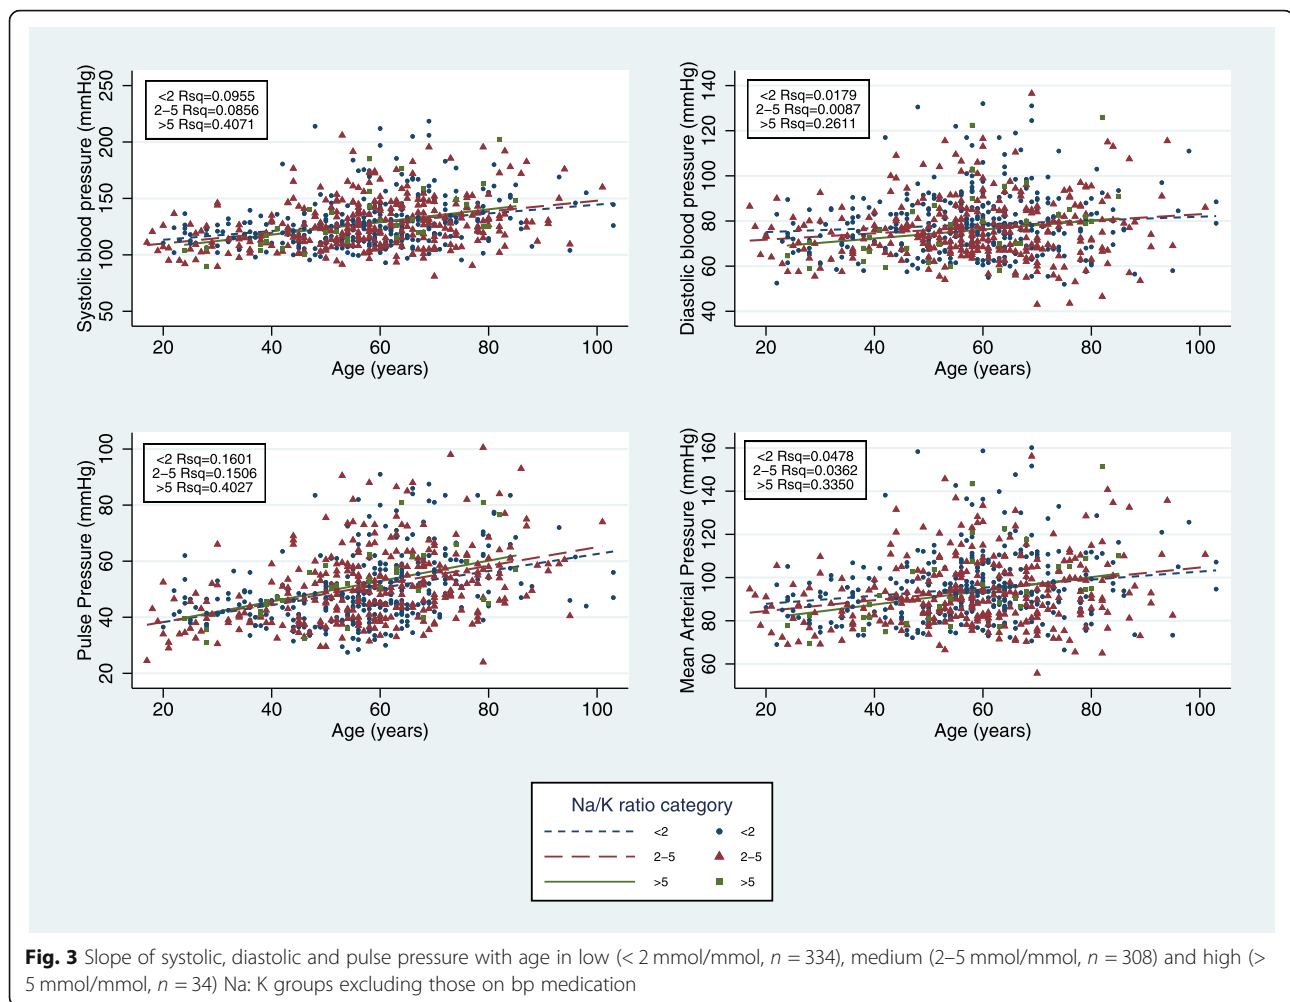 <2 Rsq=0.0955
2–5 Rsq=0.0856
>5 Rsq=0.4071
Systolic blood pressure (mmHg)
250
200
150
100
50
20 40 60 80 100
Age (years)
<2 Rsq=0.0179
2–5 Rsq=0.0087
>5 Rsq=0.2611
Diastolic blood pressure (mmHg)
140
120
100
80
60
40
20 40 60 80 100
Age (years)
<2 Rsq=0.1601
2–5 Rsq=0.1506
>5 Rsq=0.4027
Pulse Pressure (mmHg)
100
80
60
40
20
20 40 60 80 100
Age (years)
<2 Rsq=0.0478
2–5 Rsq=0.0362
>5 Rsq=0.3350
Mean Arterial Pressure (mmHg)
160
140
120
100
80
60
20 40 60 80 100
Age (years)
Na/K ratio category
<2 <2
2–5 2–5
>5 >5
Fig. 3 Slope of systolic, diastolic and pulse pressure with age in low (< 2 mmol/mmol, n = 334), medium (2–5 mmol/mmol, n = 308) and high (>
5 mmol/mmol, n = 34) Na: K groups excluding those on bp medication